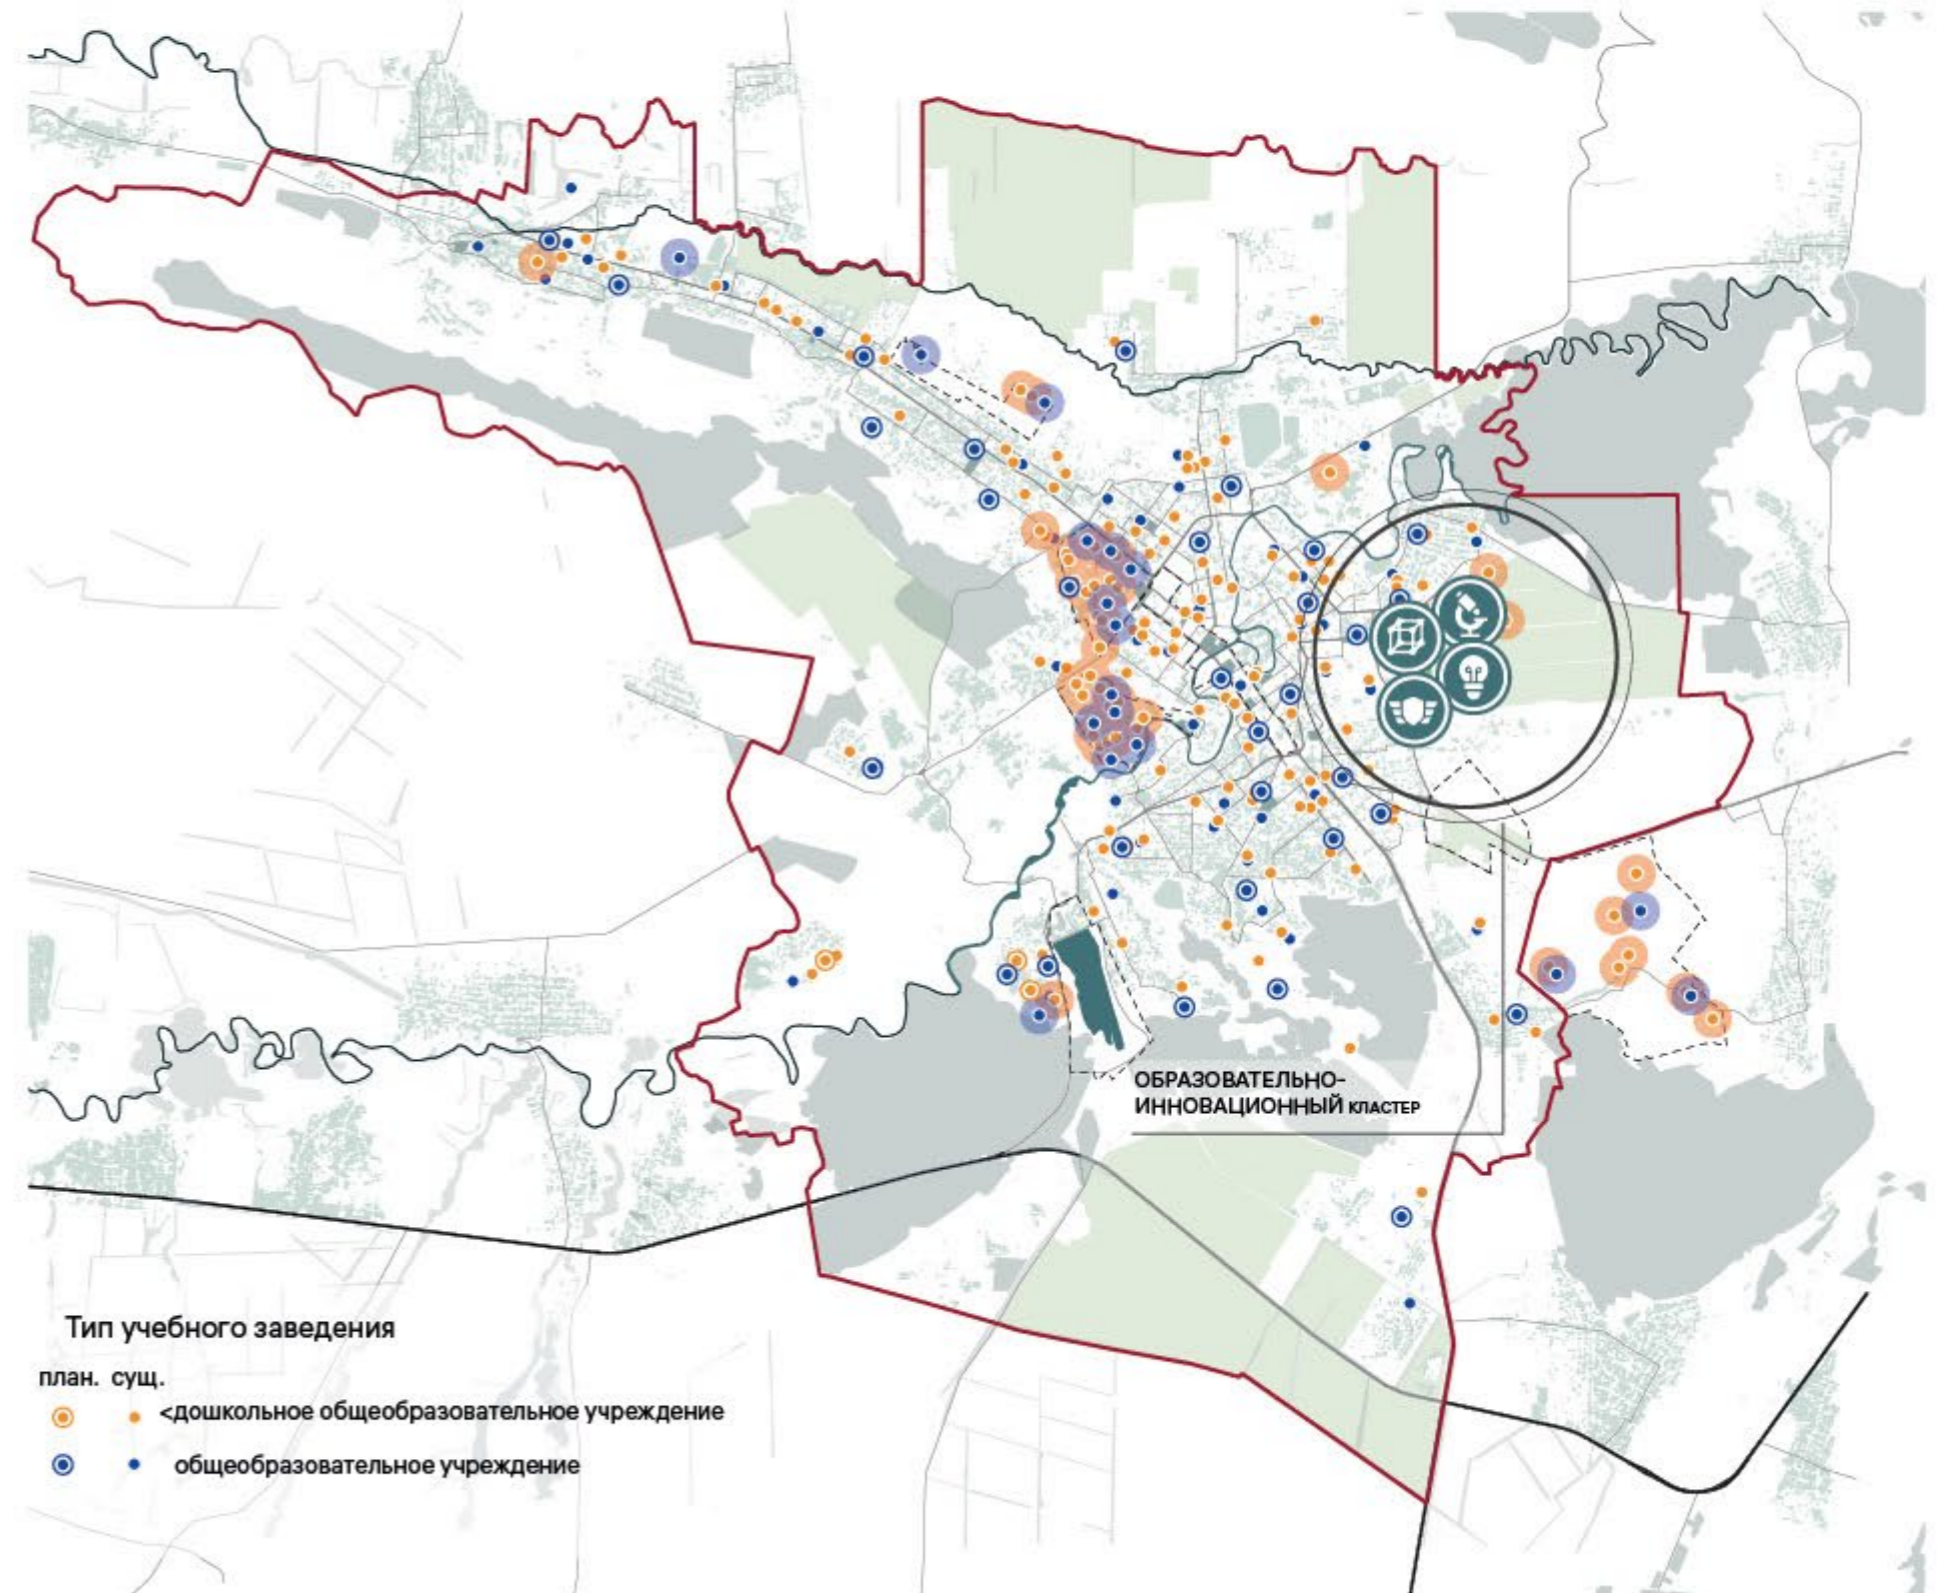 ОБРАЗОВАТЕЛЬНО-
ИННОВАЦИОННЫЙ КЛАСТЕР
Тип учебного заведения
план. сущ.
<дошкольное общеобразовательное учреждение
общеобразовательное учреждение